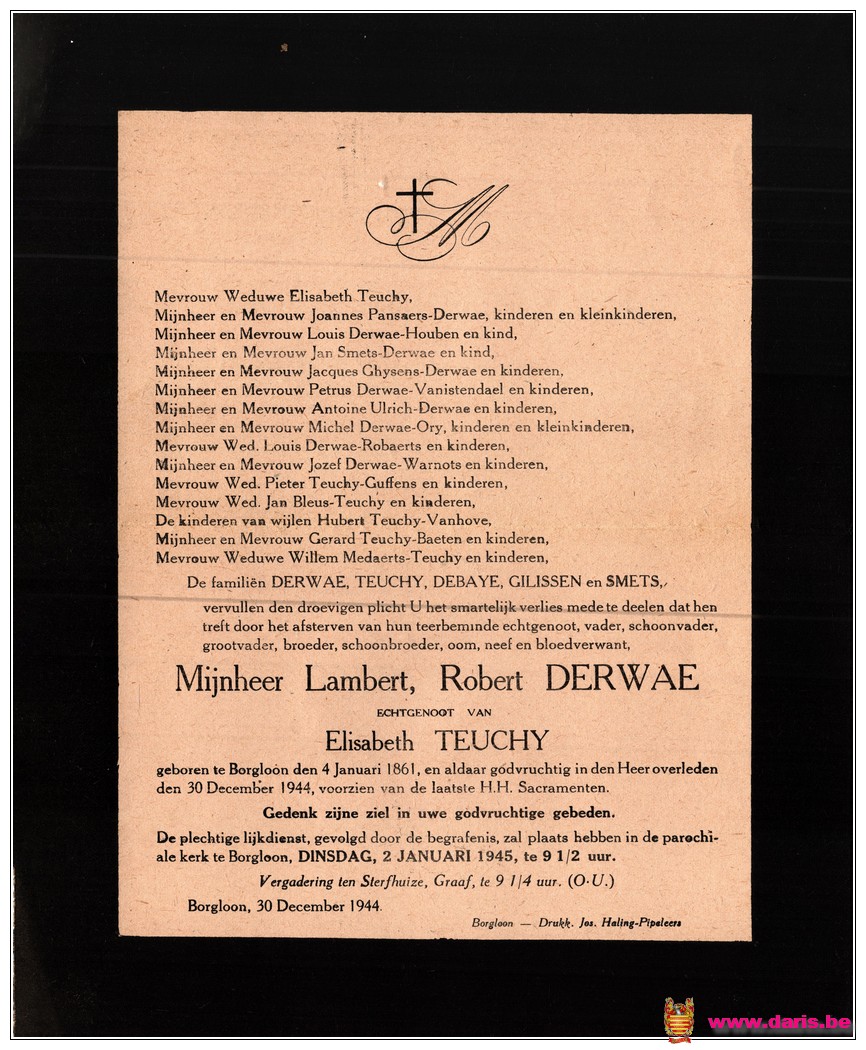 M
Mevrouw Weduwe Elisabeth Teuchy,
Mijnheer en Mevrouw Joannes Pansaers-Derwae, kinderen en kleinkinderen,
Mijnheer en Mevrouw Louis Derwae-Houben en kind,
Mijnheer en Mevrouw Jan Smets-Derwae en kind,
Mijnheer en Mevrouw Jacques Ghysens-Derwae en kinderen,
Mijnheer en Mevrouw Petrus Derwae-Vanistendael en kinderen,
Mijnheer en Mevrouw Antoine Ulrich-Derwae en kinderen,
Mijnheer en Mevrouw Michel Derwae-Ory, kinderen en kleinkinderen,
Mevrouw Wed. Louis Derwae-Robaerts en kinderen,
Mijnheer en Mevrouw Jozef Derwae-Warnots en kinderen,
Mevrouw Wed. Pieter Teuchy-Guffens en kinderen,
Mevrouw Wed. Jan Bleus-Teuchy en kinderen,
De kinderen van wijlen Hubert Teuchy-Vanhove,
Mijnheer en Mevrouw Gerard Teuchy-Baeten en kinderen,
Mevrouw Weduwe Willem Medaerts-Teuchy en kinderen,
De familiën DERWAE, TEUCHY, DEBAYE, GILISSEN en SMETS,
vervullen den droevigen plicht U het smartelijk verlies mede te deelen dat hen
treft door het afsterven van hun teerbeminde echtgenoot, vader, schoonvader,
grootvader, broeder, schoonbroeder, oom, neef en bloedverwant,
Mijnheer Lambert, Robert DERWAE
ECHTGENOOT VAN
Elisabeth TEUCHY
geboren te Borgloon den 4 Januari 1861, en aldaar godvruchtig in den Heer overleden
den 30 December 1944, voorzien van de laatste H.H. Sacramenten.
Gedenk zijne ziel in uwe godvruchtige gebeden.
De plechtige lijkdienst, gevolgd door de begrafenis, zal plaats hebben in de parochi-
ale kerk te Borgloon, DINSDAG, 2 JANUARI 1945, te 9 1/2 uur.
Vergadering ten Sterfhuize, Graaf, te 9 1/4 uur. (O.U.)
Borgloon, 30 December 1944.
Borgloon — Drukk. Jos. Haling-Pipeleers
www.daris.be